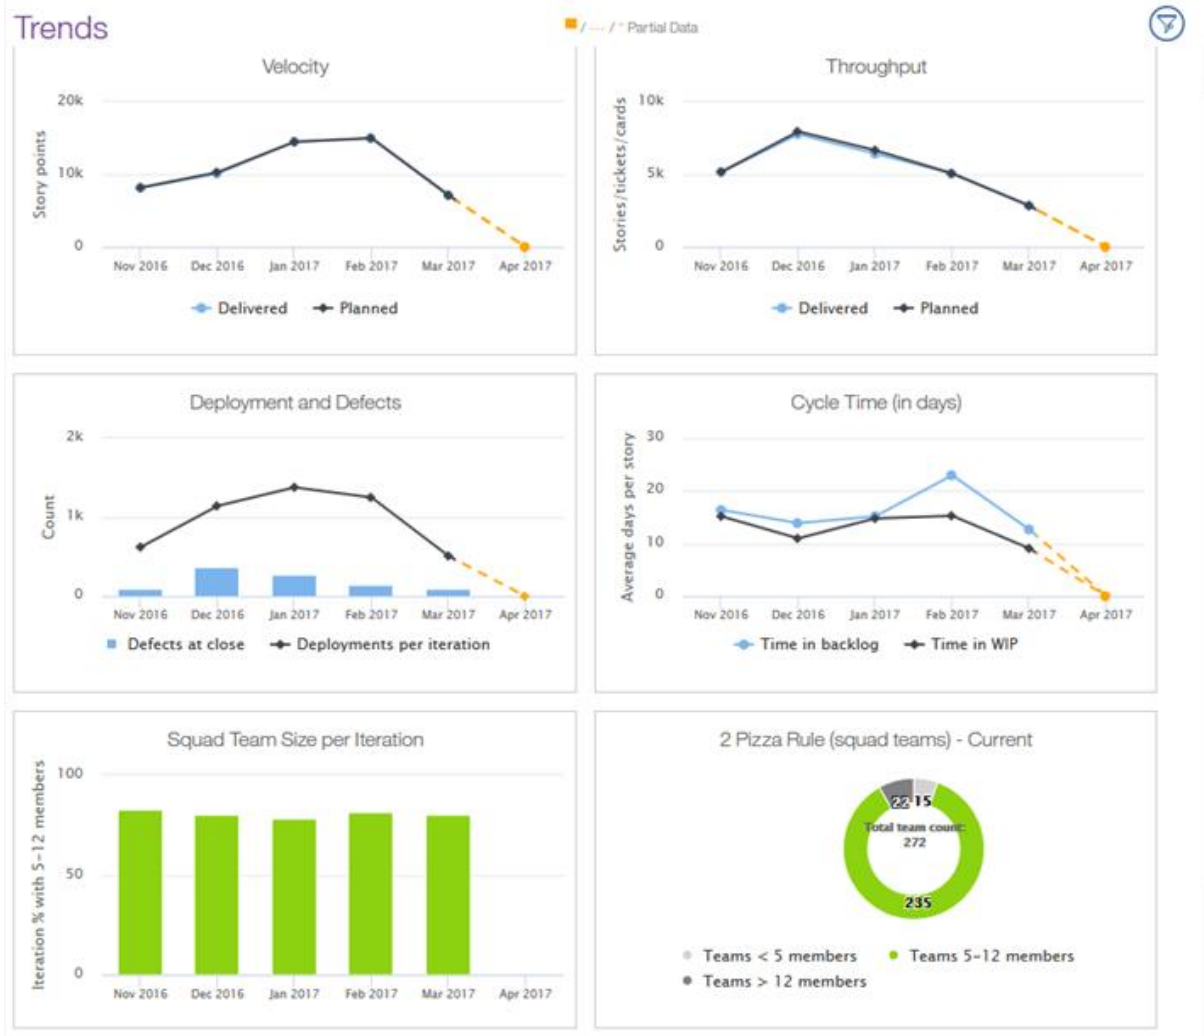 Trends
/ --- / * Partial Data
Velocity
Story points
20k
10k
0
Nov 2016 Dec 2016 Jan 2017 Feb 2017 Mar 2017 Apr 2017
Delivered Planned
Throughput
Stories/tickets/cards
10k
5k
0
Nov 2016 Dec 2016 Jan 2017 Feb 2017 Mar 2017 Apr 2017
Delivered Planned
Deployment and Defects
Count
2k
1k
0
Nov 2016 Dec 2016 Jan 2017 Feb 2017 Mar 2017 Apr 2017
Defects at close Deployments per iteration
Cycle Time (in days)
Average days per story
30
20
10
0
Nov 2016 Dec 2016 Jan 2017 Feb 2017 Mar 2017 Apr 2017
Time in backlog Time in WIP
Squad Team Size per Iteration
Iteration % with 5-12 members
100
50
0
Nov 2016 Dec 2016 Jan 2017 Feb 2017 Mar 2017 Apr 2017
2 Pizza Rule (squad teams) - Current
22 15
Total team count:
272
235
Teams < 5 members Teams 5-12 members
Teams > 12 members